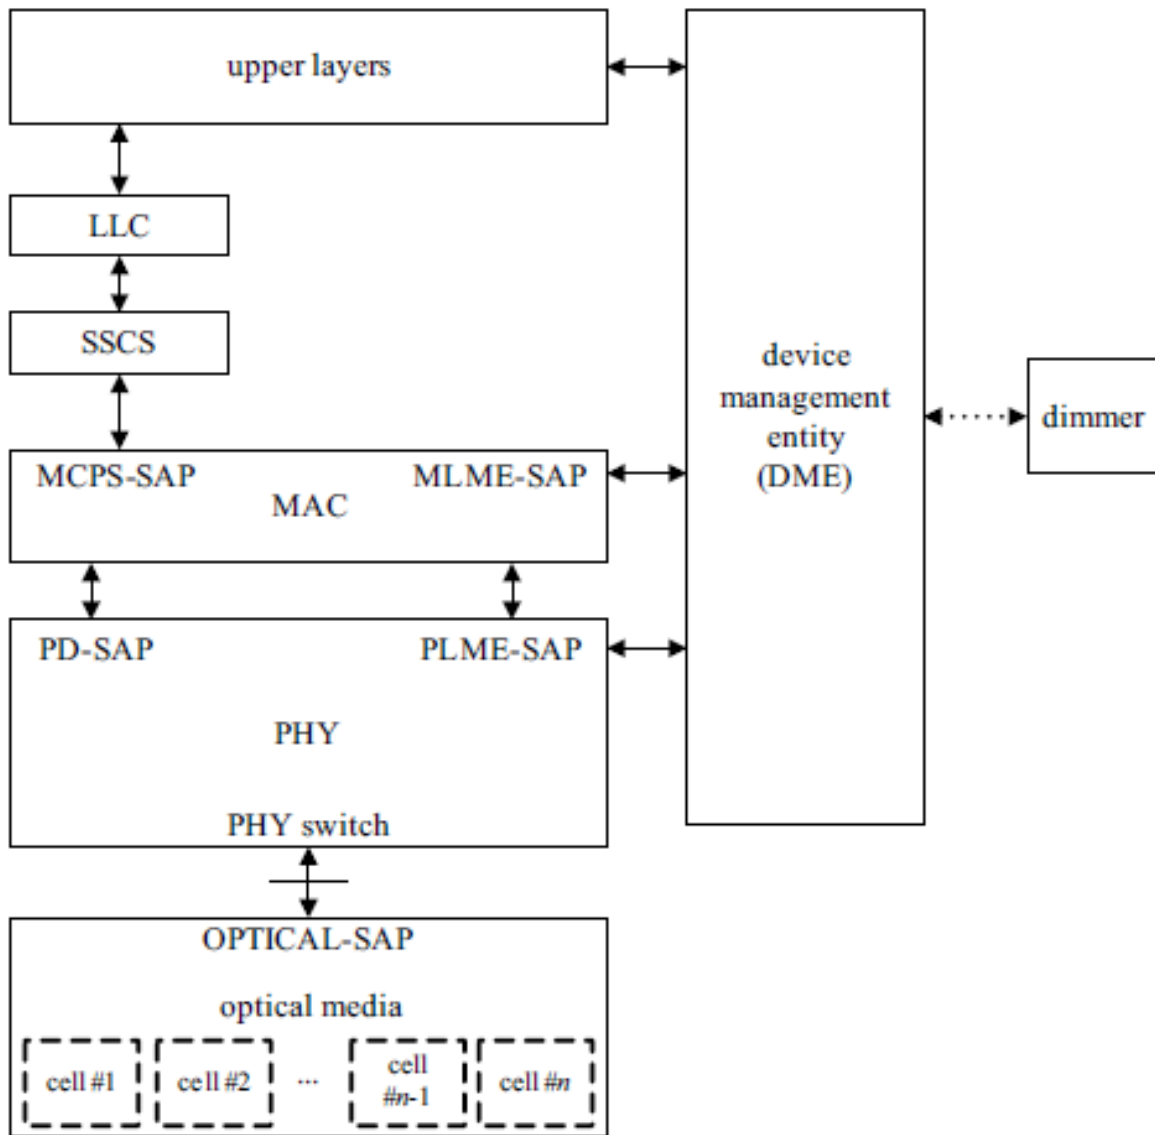 upper layers
LLC
SSCS
device
management
entity
(DME)
dimmer
MCPS-SAP
MLME-SAP
MAC
PD-SAP
PLME-SAP
PHY
PHY switch
OPTICAL-SAP
optical media
cell #1
cell #2
...
cell
#n-1
cell #n